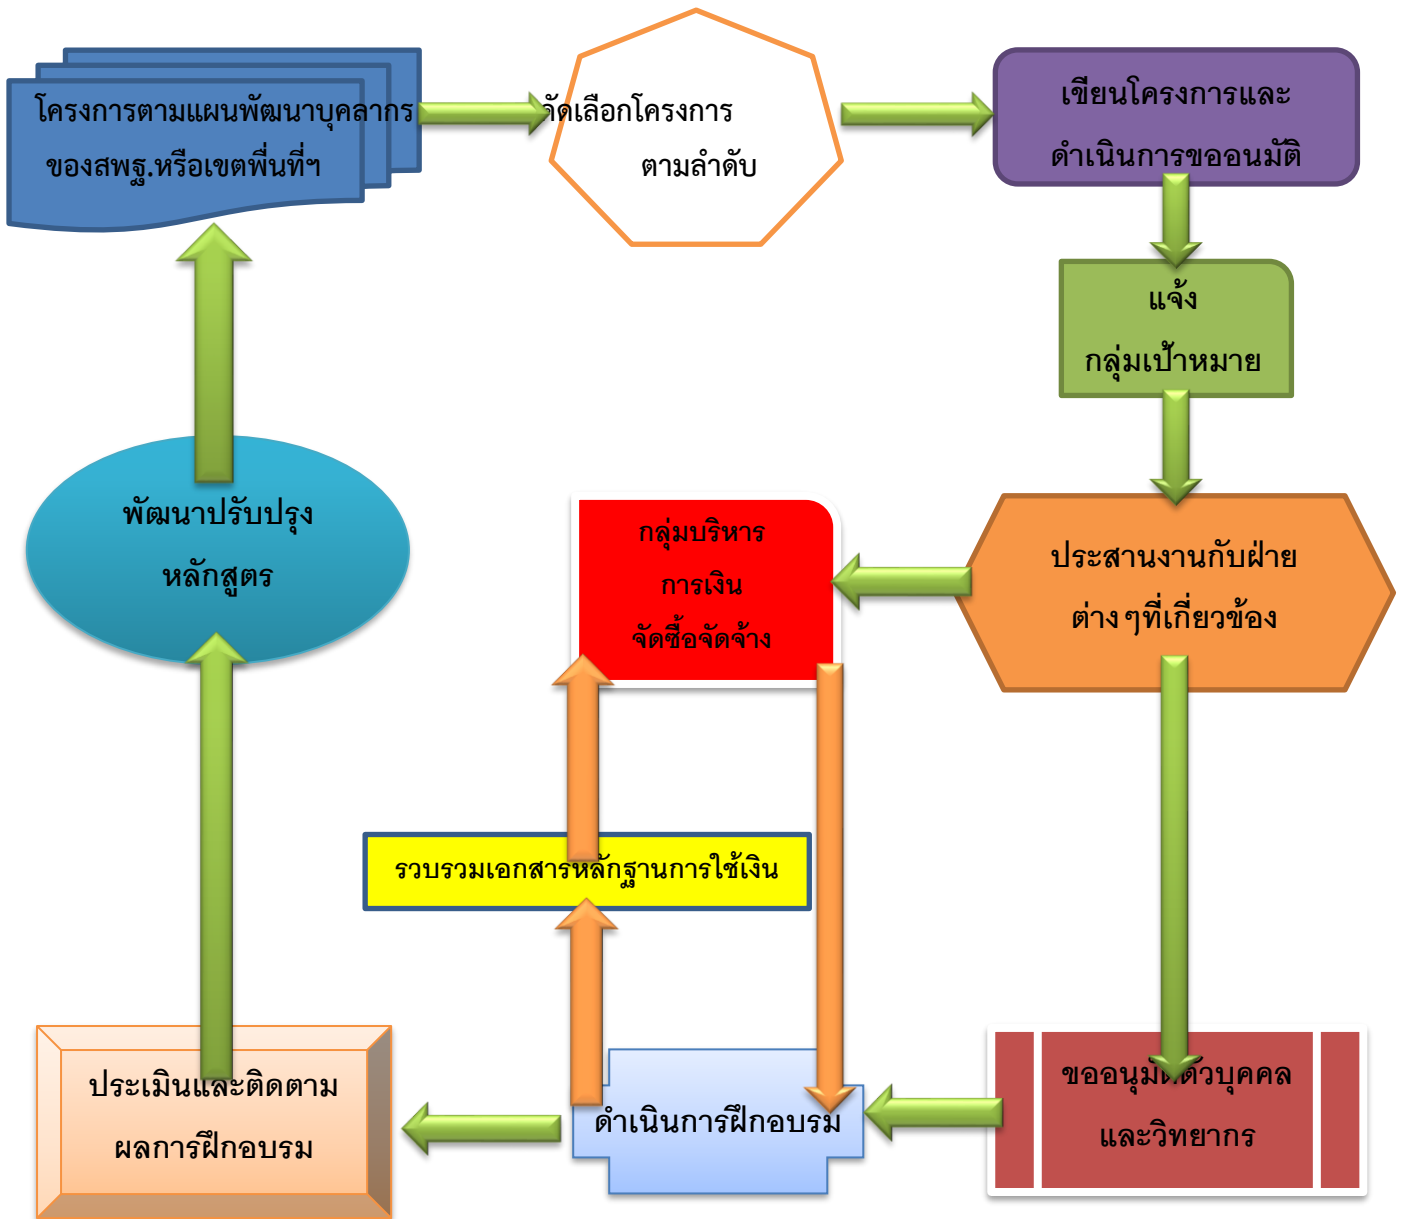 โครงการตามแผนพัฒนาบุคลากร
ของสพฐ.หรือเขตพื่นที่ฯ
คัดเลือกโครงการ
ตามลำดับ
เขียนโครงการและ
ดำเนินการขออนมัติ
แจ้ง
กลุ่มเป้าหมาย
พัฒนาปรับปรุง
หลักสูตร
กลุ่มบริหาร
การเงิน
จัดซื้อจัดจ้าง
ประสานงานกับฝ่าย
ต่าง ๆที่เกี่ยวข้อง
รวบรวมเอกสารหลักฐานการใช้เงิน
ประเมินและติดตาม
ผลการฝึกอบรม
ดำเนินการฝึกอบรม
ขออนุมัติตัวบุคคล
และวิทยากร